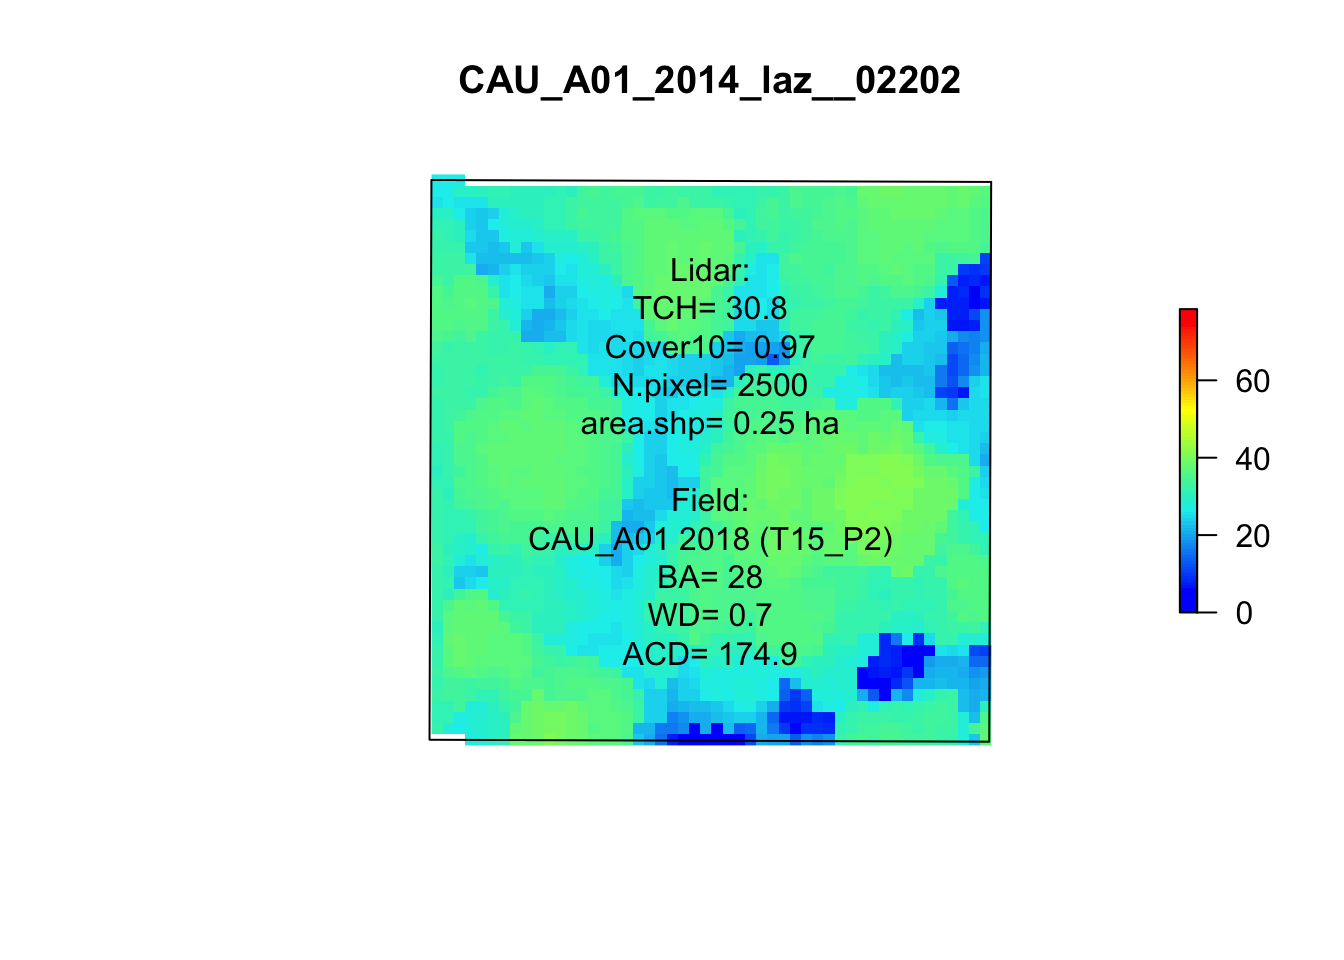 CAU_A01_2014_laz__02202
Lidar:
TCH= 30.8
Cover10= 0.97
N.pixel= 2500
area.shp= 0.25 ha
Field:
CAU_A01 2018 (T15_P2)
BA= 28
WD= 0.7
ACD= 174.9
60
40
20
0